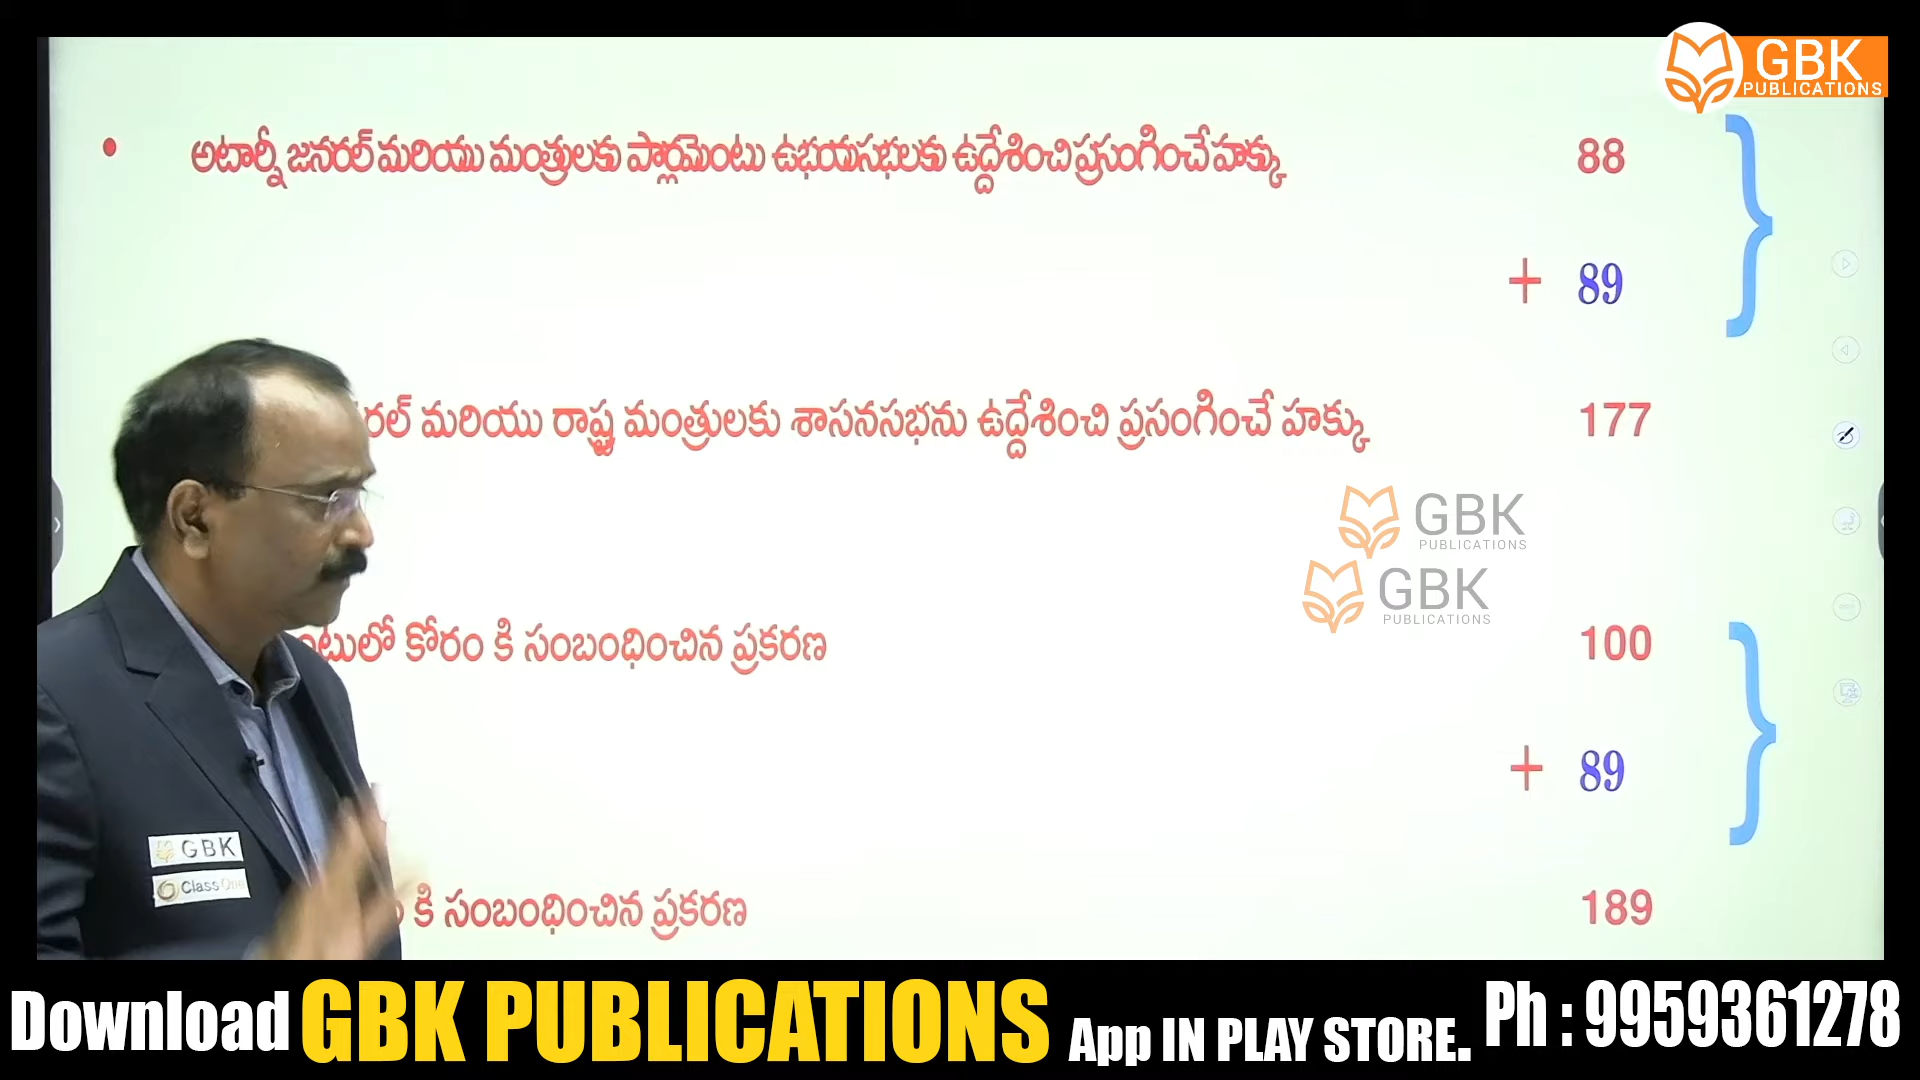 GBK
PUBLICATIONS
• అటార్నీ జనరల్ మరియు మంత్రులకు పార్లమెంటు ఉభయసభలకు ఉద్దేశించి ప్రసంగించే హక్కు 88
+ 89
మరియు రాష్ట్ర మంత్రులకు శాసనసభను ఉద్దేశించి ప్రసంగించే హక్కు 177
GBK
PUBLICATIONS
GBK
PUBLICATIONS
కోరం కి సంబంధించిన ప్రకరణ 100
+ 89
GBK
Class One
కి సంబంధించిన ప్రకరణ 189
Download GBK PUBLICATIONS App IN PLAY STORE. Ph : 9959361278